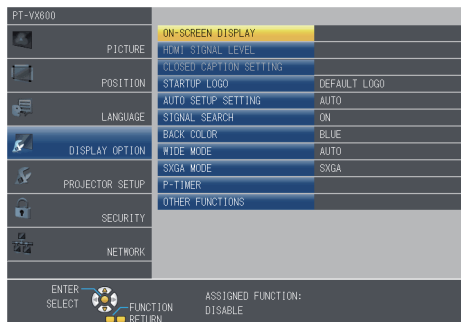 PT-VX600
PICTURE
POSITION
LANGUAGE
DISPLAY OPTION
PROJECTOR SETUP
SECURITY
NETWORK
ON-SCREEN DISPLAY
HDMI SIGNAL LEVEL
CLOSED CAPTION SETTING
STARTUP LOGO DEFAULT LOGO
AUTO SETUP SETTING AUTO
SIGNAL SEARCH ON
BACK COLOR BLUE
WIDE MODE AUTO
SXGA MODE SXGA
P-TIMER
OTHER FUNCTIONS
ENTER
SELECT
FUNCTION
RETURN
ASSIGNED FUNCTION:
DISABLE